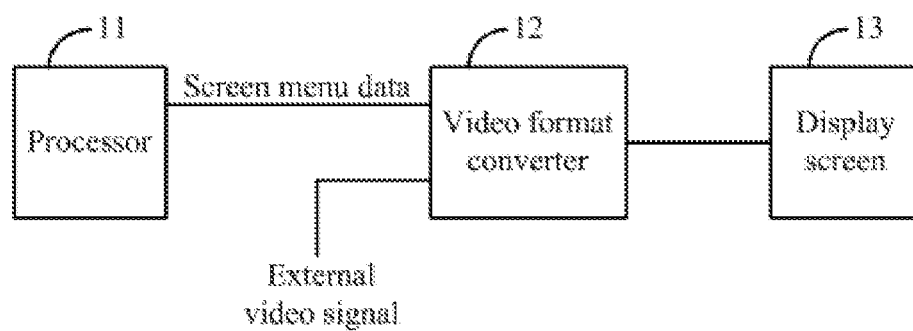 11
12
13
Screen menu data
Processor
Video format
converter
Display
screen
External
video signal